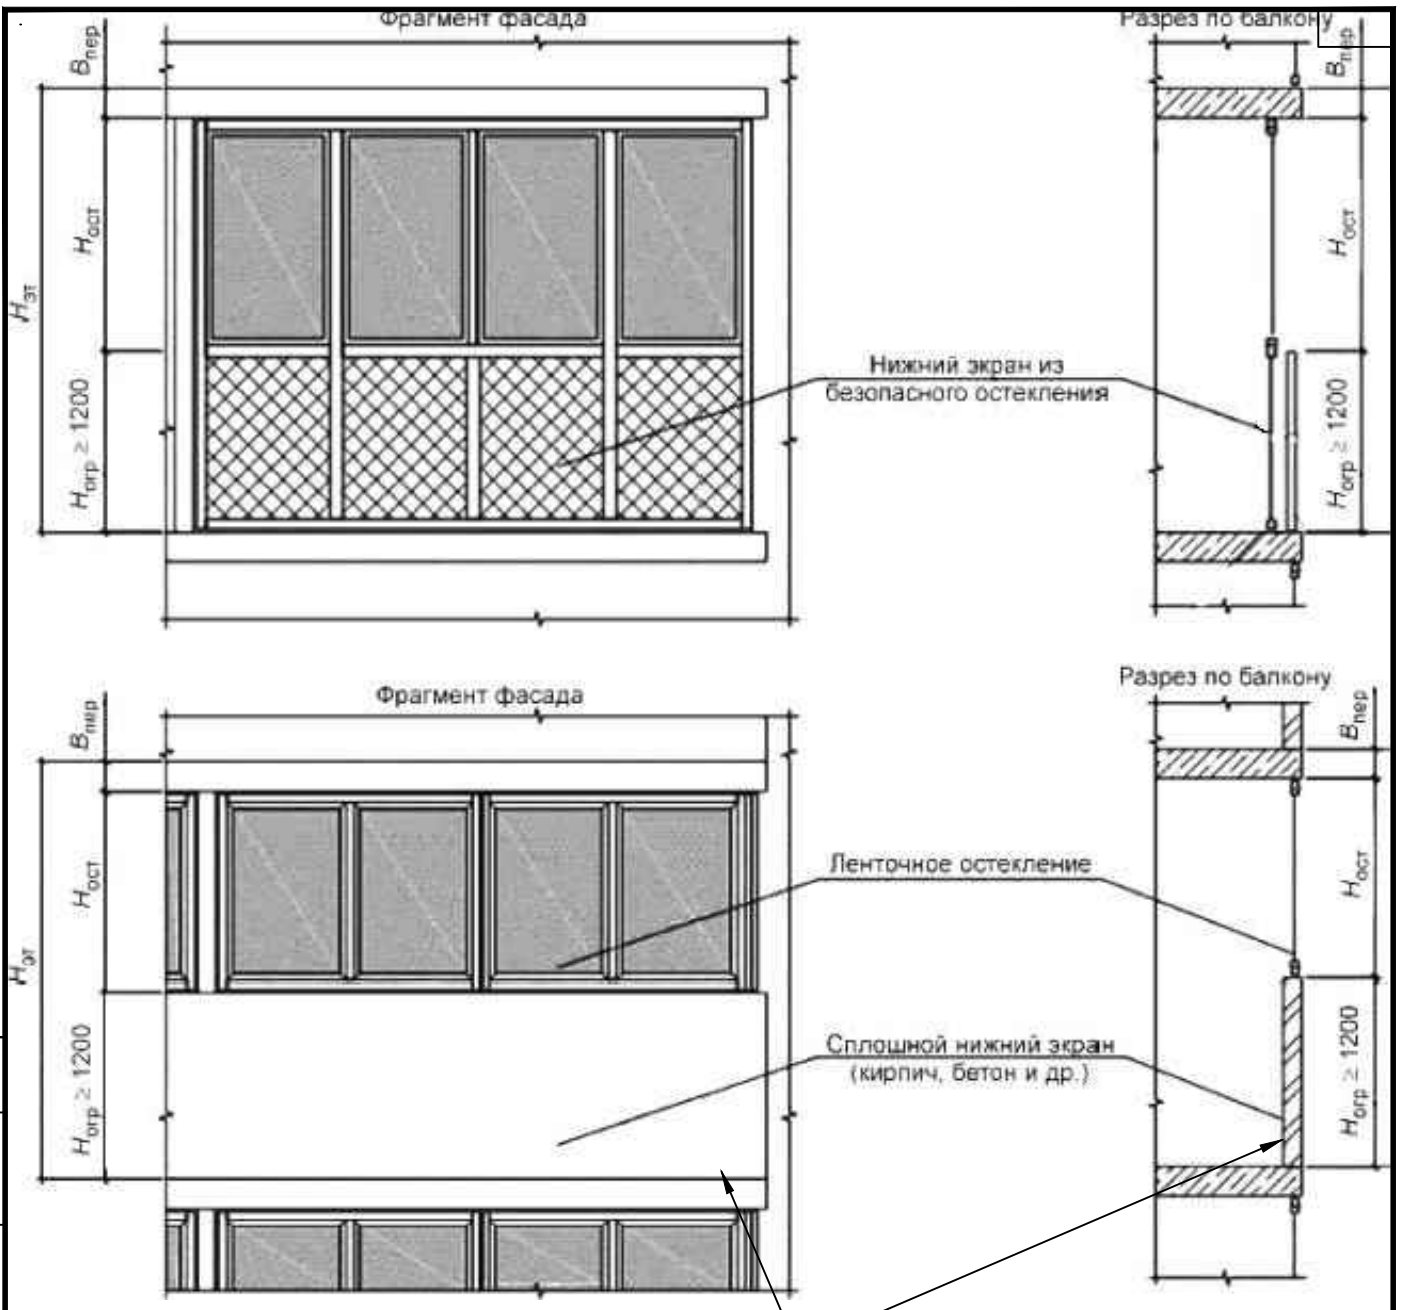 Фрагмент фасада
Разрез по балкону
Bпер
Bпер
Hост
Hост
Hэт
Нижний экран из
безопасного остекления
Hогр ≥ 1200
Hогр ≥ 1200
Фрагмент фасада
Разрез по балкону
Bпер
Bпер
Ленточное остекление
Hост
Hост
Hэт
Сплошной нижний экран
(кирпич, бетон и др.)
Hогр ≥ 1200
Hогр ≥ 1200